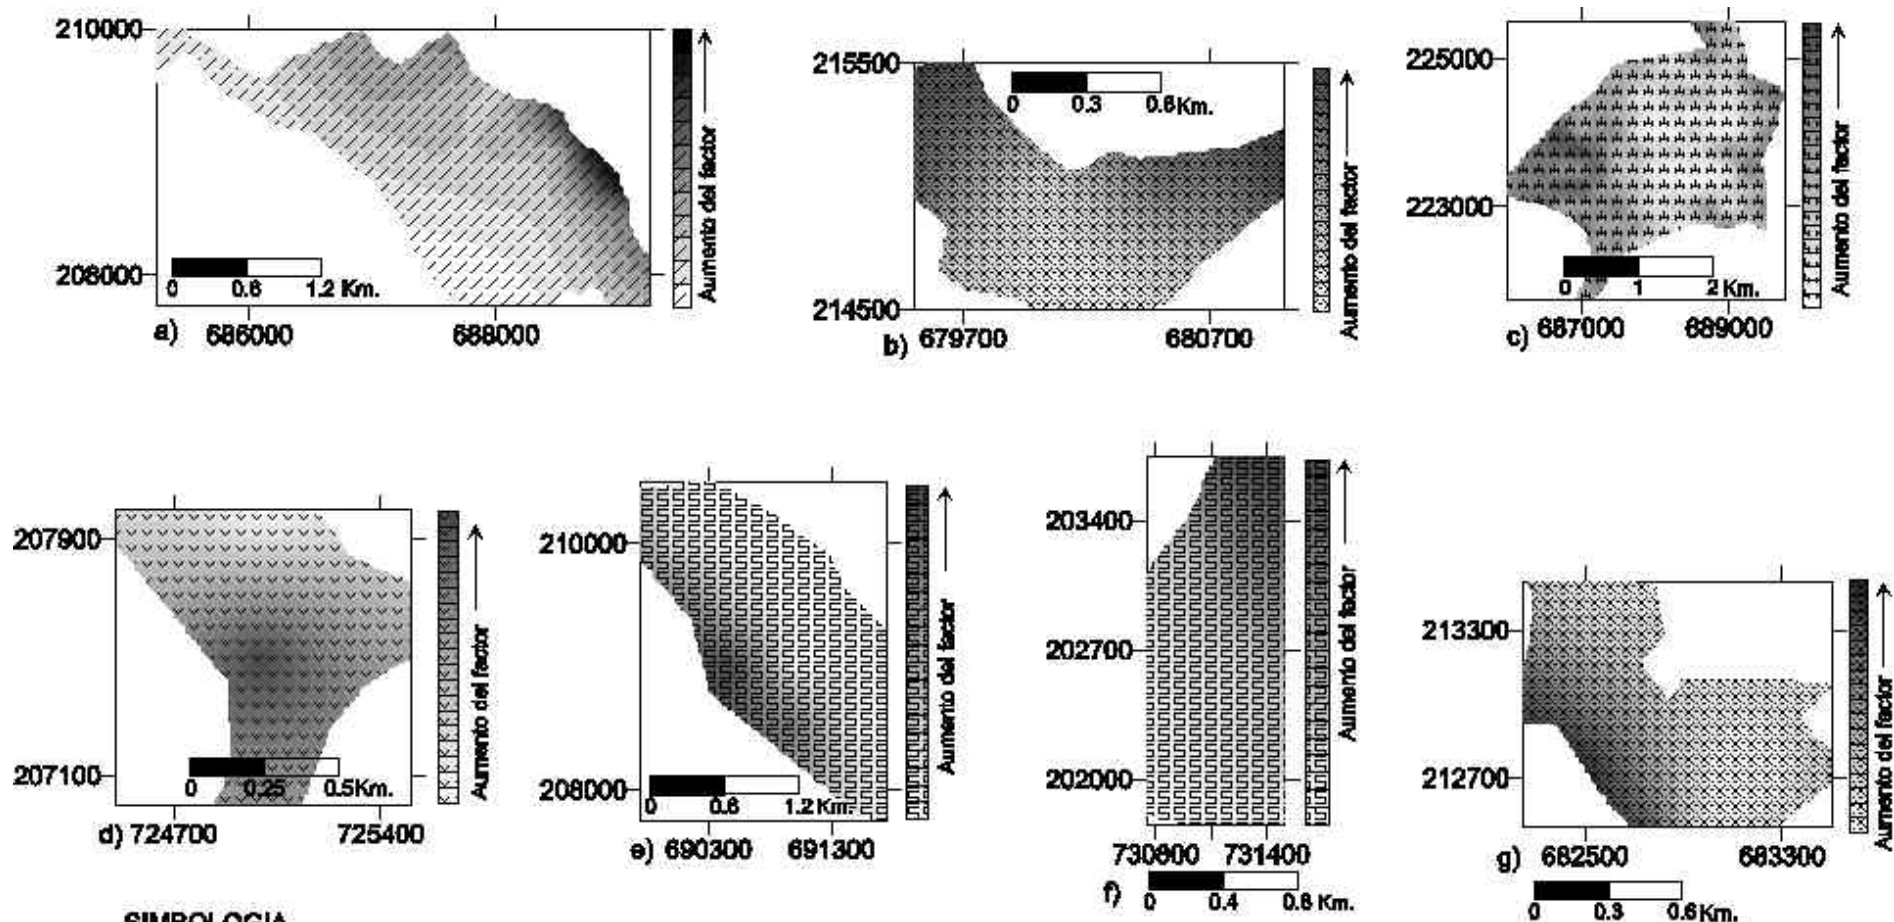 210000
208000
0 0.6 1.2 Km.
a) 686000 688000
Aumento del factor
215500
0 0.3 0.6 Km.
214500
b) 679700 680700
Aumento del factor
225000
223000
0 1 2 Km.
c) 687000 689000
Aumento del factor
207900
207100
0 0.25 0.5Km.
d) 724700 725400
Aumento del factor
210000
208000
0 0.6 1.2 Km.
e) 690300 691300
Aumento del factor
203400
202700
202000
731400
f) 0 0.4 0.8 Km.
Aumento del factor
213300
212700
g) 682500 683300
0 0.3 0.6 Km.
Aumento del factor
SIMBOLOGIA